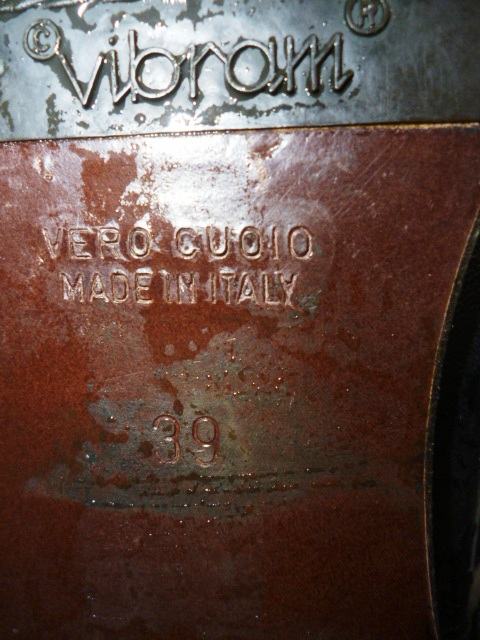 © vibram ®
VERO CUOIO
MADE IN ITALY
39